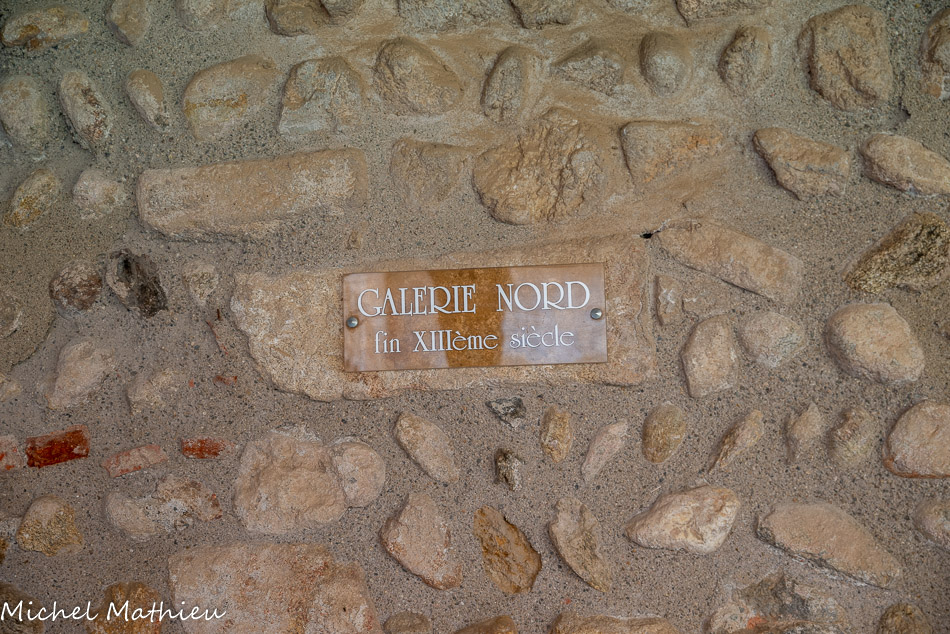 GALERIE NORD
fin XIIIème siècle
Michel Mathieu